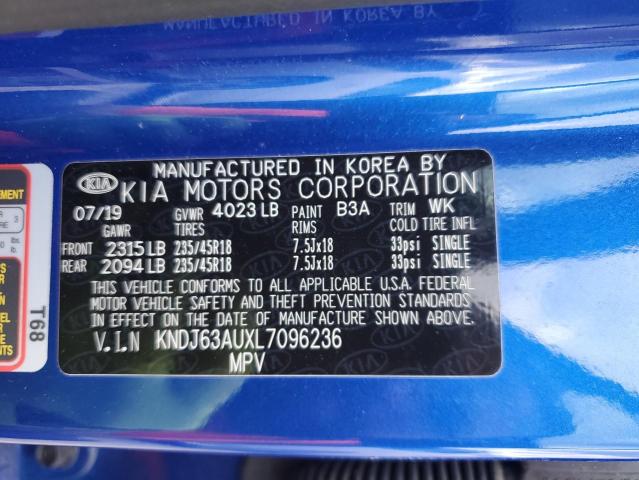 MANUFACTURED IN KOREA BY
KIA KIA MOTORS CORPORATION
07/19 GVWR 4023 LB PAINT B3A TRIM WK
GAWR TIRES RIMS COLD TIRE INFL
FRONT 2315 LB 235/45R18 7.5Jx18 33psi SINGLE
REAR 2094 LB 235/45R18 7.5Jx18 33psi SINGLE
THIS VEHICLE CONFORMS TO ALL APPLICABLE U.S.A. FEDERAL
MOTOR VEHICLE SAFETY AND THEFT PREVENTION STANDARDS
IN EFFECT ON THE DATE OF MANUFACTURE SHOWN ABOVE.
V.I.N KNDJ63AUXL7096236
MPV
T68